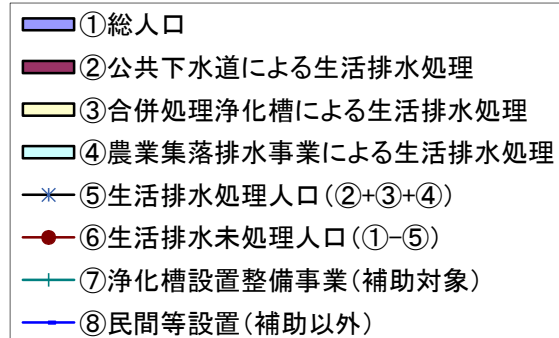 ①総人口
②公共下水道による生活排水処理
③合併処理浄化槽による生活排水処理
④農業集落排水事業による生活排水処理
⑤生活排水処理人口(②+③+④)
⑥生活排水未処理人口(①-⑤)
⑦浄化槽設置整備事業(補助対象)
⑧民間等設置(補助以外)